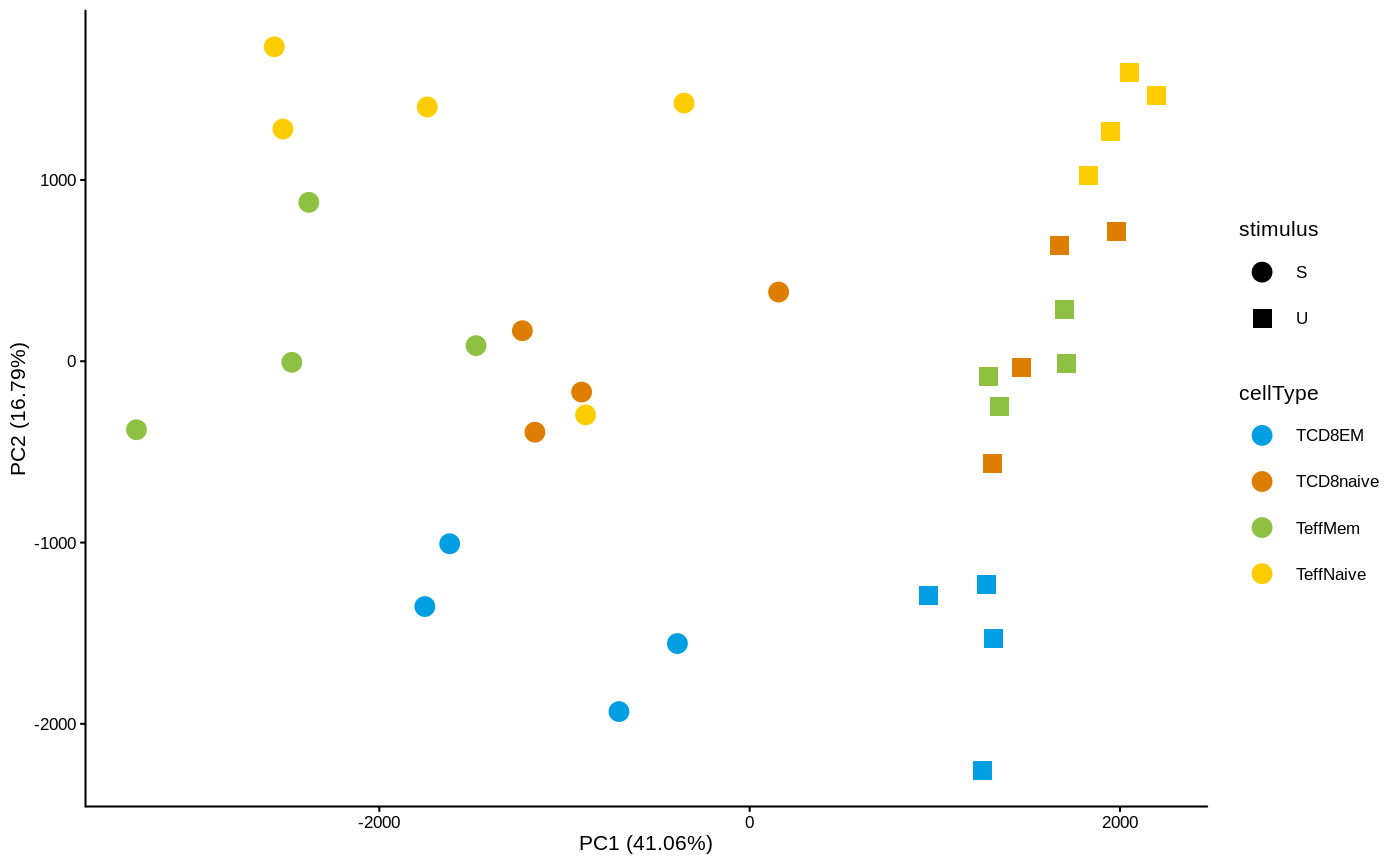 1000
0
-1000
-2000
PC2 (16.79%)
-2000
0
2000
PC1 (41.06%)
stimulus
S
U
cellType
TCD8EM
TCD8naive
TeffMem
TeffNaive